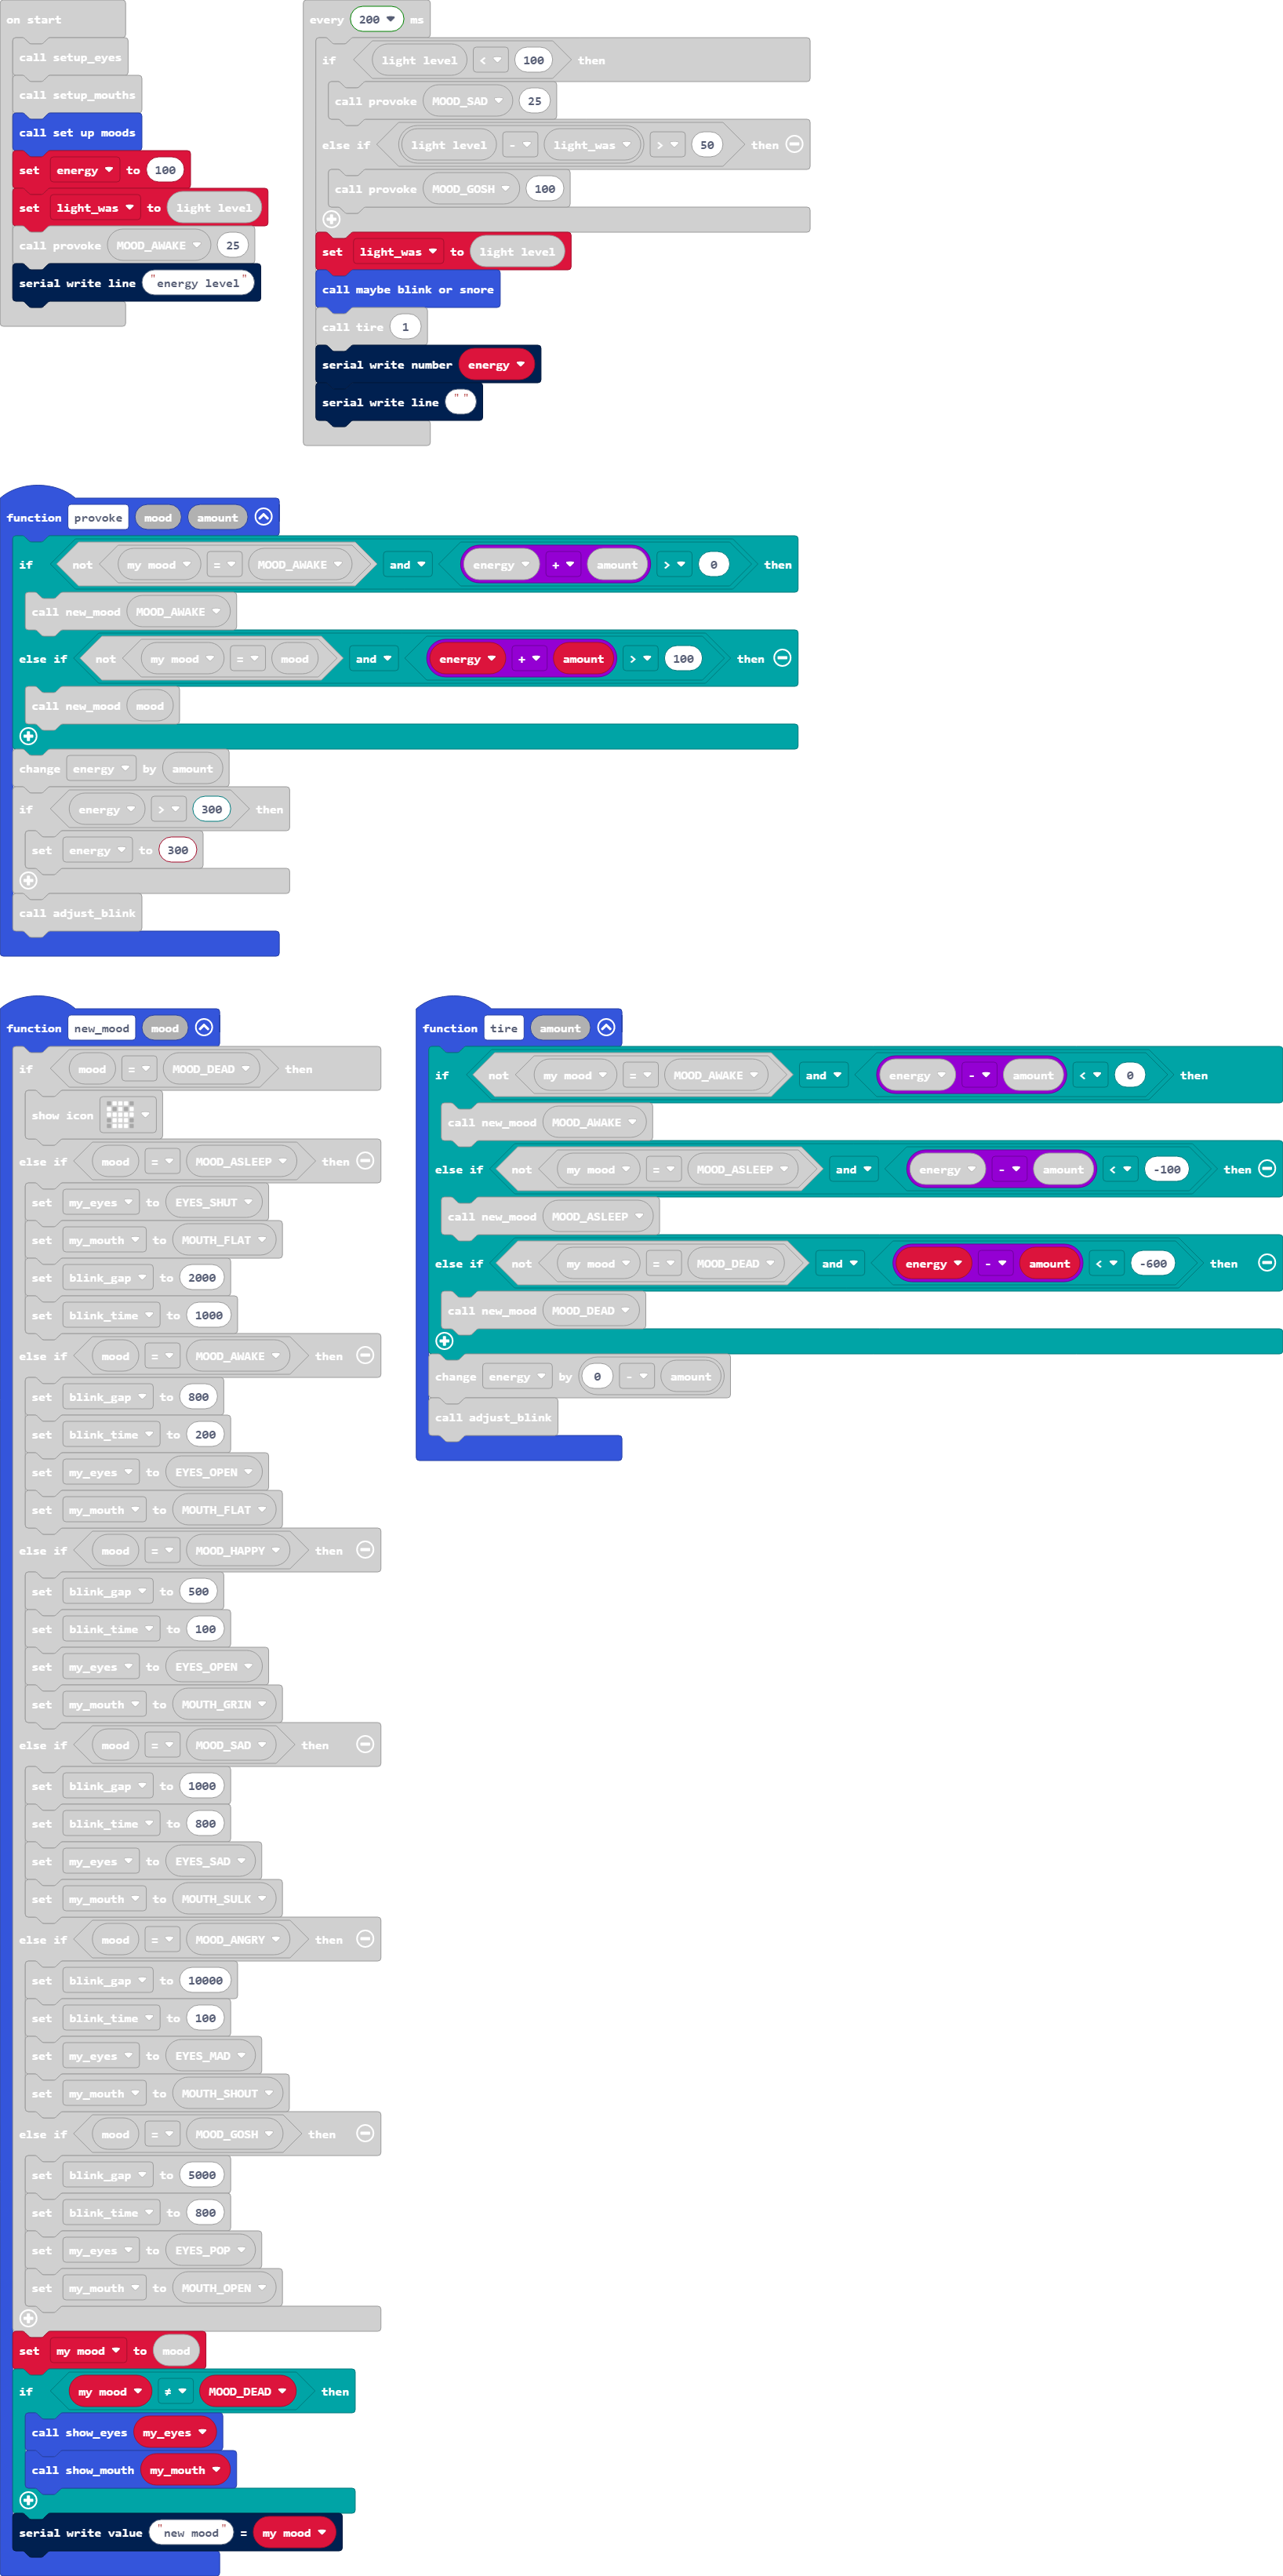 on start
call setup_eyes
call setup_mouths
call set up moods
set energy to 100
set light_was to light level
call provoke MOOD_AWAKE 25
serial write line "energy level"
every 200 ms
if light level < 100 then
call provoke MOOD_SAD 25
else if light level - light_was > 50 then
call provoke MOOD_GOSH 100
set light_was to light level
call maybe blink or snore
call tire 1
serial write number energy
serial write line " "
function provoke mood amount
if not my mood = MOOD_AWAKE and energy + amount > 0 then
call new_mood MOOD_AWAKE
else if not my mood = mood and energy + amount > 100 then
call new_mood mood
change energy by amount
if energy > 300 then
set energy to 300
call adjust_blink
function new_mood mood
if mood = MOOD_DEAD then
show icon
else if mood = MOOD_ASLEEP then
set my_eyes to EYES_SHUT
set my_mouth to MOUTH_FLAT
set blink_gap to 2000
set blink_time to 1000
else if mood = MOOD_AWAKE then
set blink_gap to 800
set blink_time to 200
set my_eyes to EYES_OPEN
set my_mouth to MOUTH_FLAT
else if mood = MOOD_HAPPY then
set blink_gap to 500
set blink_time to 100
set my_eyes to EYES_OPEN
set my_mouth to MOUTH_GRIN
else if mood = MOOD_SAD then
set blink_gap to 1000
set blink_time to 800
set my_eyes to EYES_SAD
set my_mouth to MOUTH_SULK
else if mood = MOOD_ANGRY then
set blink_gap to 10000
set blink_time to 100
set my_eyes to EYES_MAD
set my_mouth to MOUTH_SHOUT
else if mood = MOOD_GOSH then
set blink_gap to 5000
set blink_time to 800
set my_eyes to EYES_POP
set my_mouth to MOUTH_OPEN
set my mood to mood
if my mood ≠ MOOD_DEAD then
call show_eyes my_eyes
call show_mouth my_mouth
serial write value "new mood" = my mood
function tire amount
if not my mood = MOOD_AWAKE and energy - amount < 0 then
call new_mood MOOD_AWAKE
else if not my mood = MOOD_ASLEEP and energy - amount < -100 then
call new_mood MOOD_ASLEEP
else if not my mood = MOOD_DEAD and energy - amount < -600 then
call new_mood MOOD_DEAD
change energy by 0 - amount
call adjust_blink